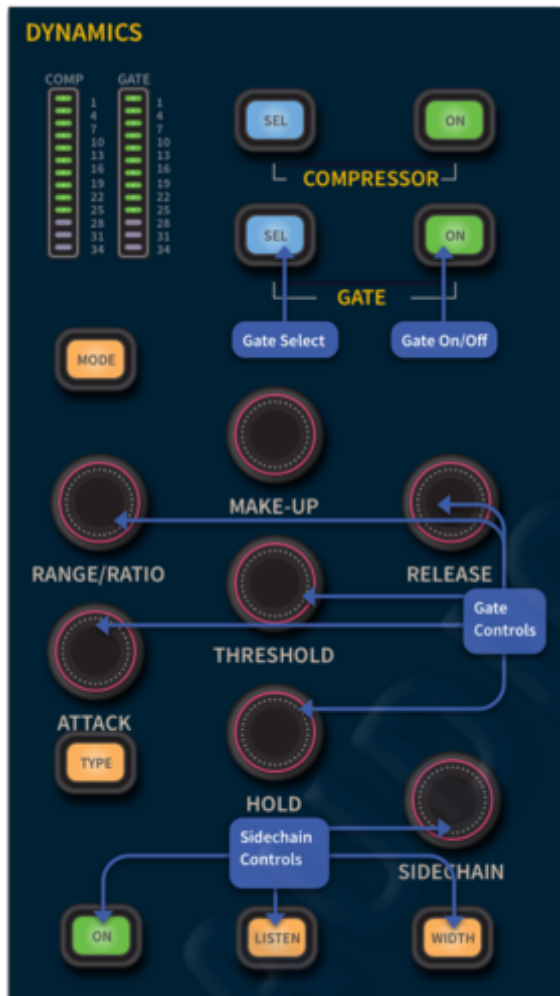 DYNAMICS
COMP GATE
1 1
4 4
7 7
10 10
13 13
16 16
19 19
22 22
25 25
28 28
31 31
34 34
SEL ON
COMPRESSOR
SEL ON
GATE
Gate Select Gate On/Off
MODE
MAKE-UP
RANGE/RATIO RELEASE
Gate
Controls
THRESHOLD
ATTACK
TYPE
HOLD
Sidechain
Controls
SIDECHAIN
ON LISTEN WIDTH